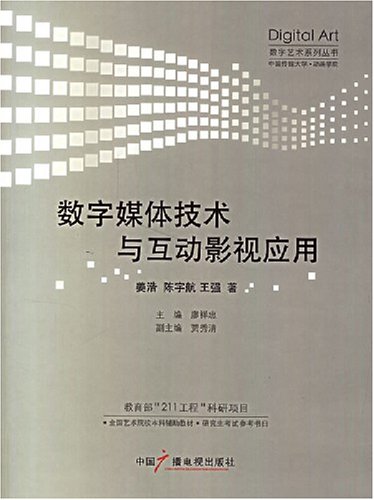 Digital Art
数字艺术系列丛书
中国传媒大学·动画学院
数字媒体技术
与互动影视应用
姜浩 陈宇航 王强 著
主 编 廖祥忠
副主编 贾秀清
教育部"211工程"科研项目
·全国艺术院校本科辅助教材 ·研究生考试参考书目
中国广播电视出版社